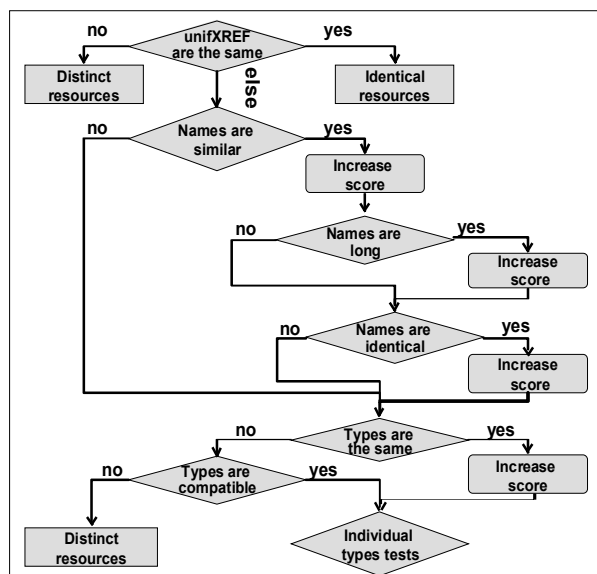 no
unifXREF
are the same
yes
Distinct
resources
else
Identical
resources
no
Names are
similar
yes
Increase
score
no
Names are
long
yes
Increase
score
no
Names are
identical
yes
Increase
score
no
Types are
the same
yes
no
Types are
compatible
yes
Increase
score
Distinct
resources
Individual
types tests